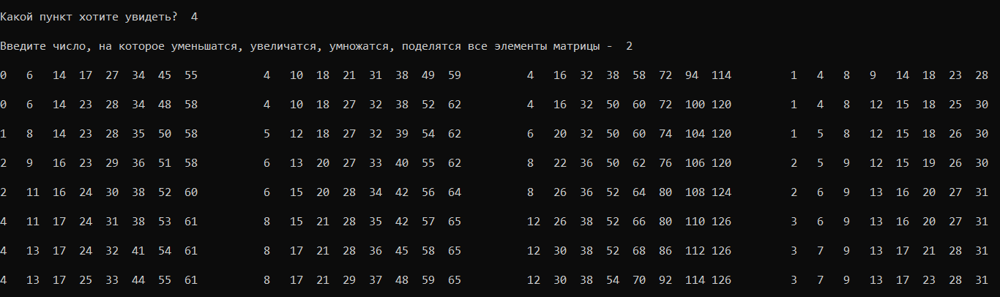 Какой пункт хотите увидеть?  4
Введите число, на которое уменьшатся, увеличатся, умножатся, поделятся все элементы матрицы -  2
0 6 14 17 27 34 45 55 4 10 18 21 31 38 49 59 4 16 32 38 58 72 94 114 1 4 8 9 14 18 23 28
0 6 14 23 28 34 48 58 4 10 18 27 32 38 52 62 4 16 32 50 60 72 100 120 1 4 8 12 15 18 25 30
1 8 14 23 28 35 50 58 5 12 18 27 32 39 54 62 6 20 32 50 60 74 104 120 1 5 8 12 15 18 26 30
2 9 16 23 29 36 51 58 6 13 20 27 33 40 55 62 8 22 36 50 62 76 106 120 2 5 9 12 15 19 26 30
2 11 16 24 30 38 52 60 6 15 20 28 34 42 56 64 8 26 36 52 64 80 108 124 2 6 9 13 16 20 27 31
4 11 17 24 31 38 53 61 8 15 21 28 35 42 57 65 12 26 38 52 66 80 110 126 3 6 9 13 16 20 27 31
4 13 17 24 32 41 54 61 8 17 21 28 36 45 58 65 12 30 38 52 68 86 112 126 3 7 9 13 17 21 28 31
4 13 17 25 33 44 55 61 8 17 21 29 37 48 59 65 12 30 38 54 70 92 114 126 3 7 9 13 17 23 28 31